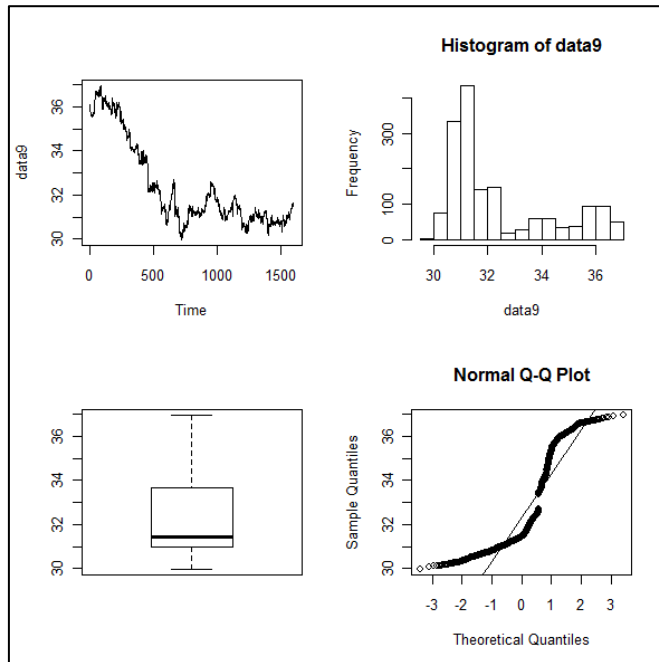 data9
36
34
32
30
0 500 1000 1500
Time
Histogram of data9
Frequency
300
100
0
30 32 34 36
data9
36
34
32
30
Normal Q-Q Plot
Sample Quantiles
36
34
32
30
-3 -2 -1 0 1 2 3
Theoretical Quantiles